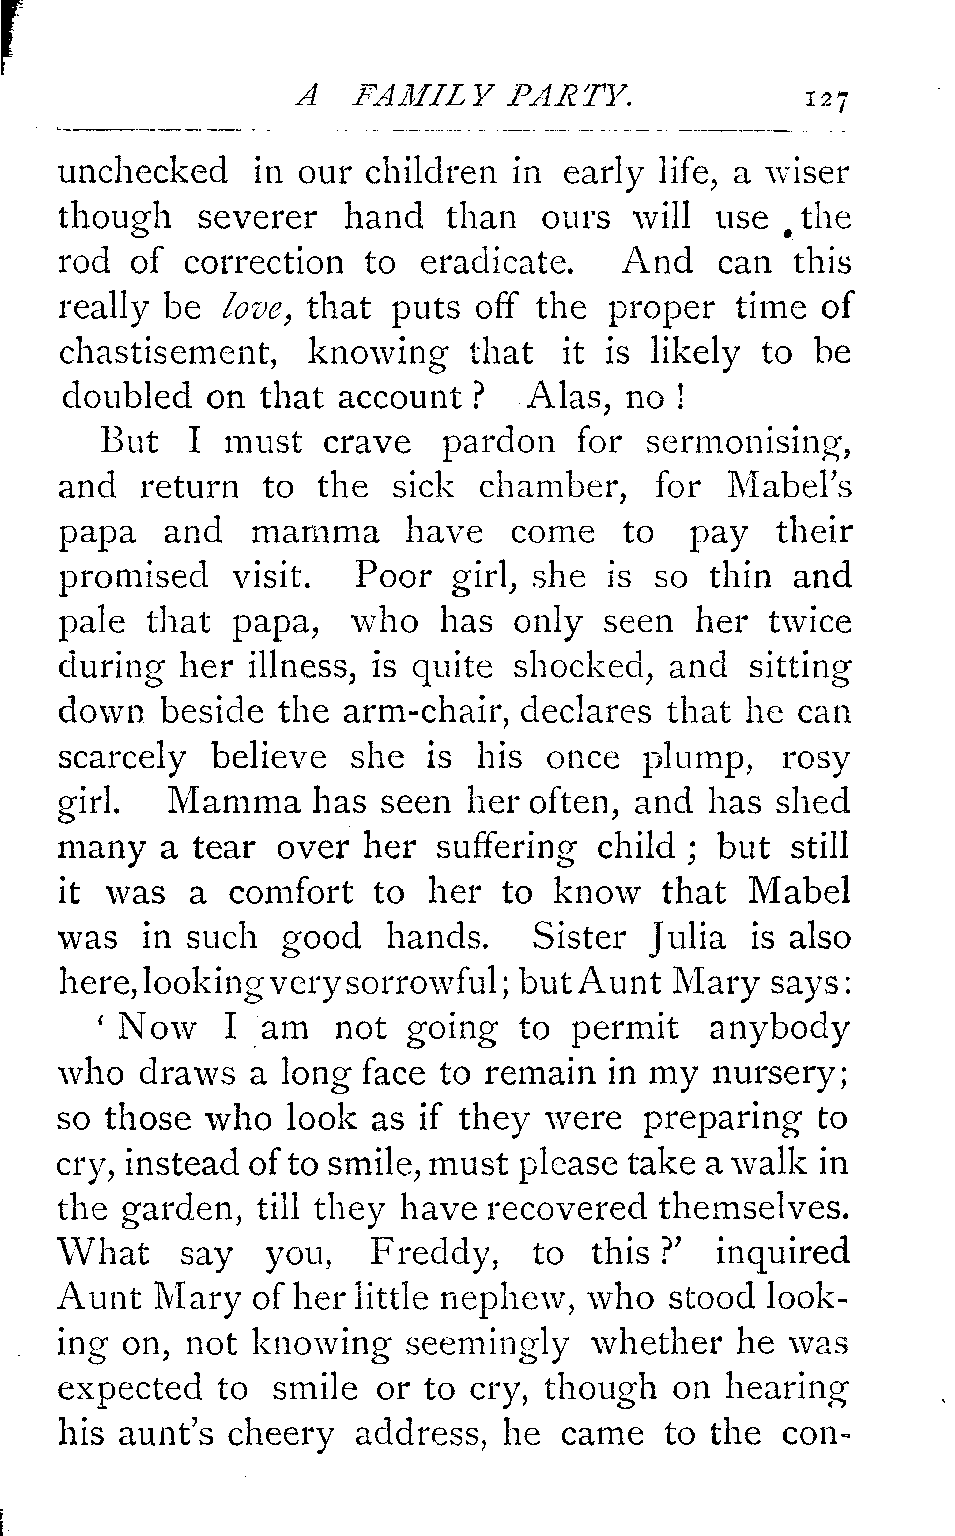 A FAMILY PARTY. 127
unchecked in our children in early life, a wiser
though severer hand than ours will use the
rod of correction to eradicate. And can this
really be love, that puts off the proper time of
chastisement, knowing that it is likely to be
doubled on that account? Alas, no!
But I must crave pardon for sermonising,
and return to the sick chamber, for Mabel's
papa and mamma have come to pay their
promised visit. Poor girl, she is so thin and
pale that papa, who has only seen her twice
during her illness, is quite shocked, and sitting
down beside the arm-chair, declares that he can
scarcely believe she is his once plump, rosy
girl. Mamma has seen her often, and has shed
many a tear over her suffering child; but still
it was a comfort to her to know that Mabel
was in such good hands. Sister Julia is also
here, looking very sorrowful; but Aunt Mary says:
'Now I am not going to permit anybody
who draws a long face to remain in my nursery;
so those who look as if they were preparing to
cry, instead of to smile, must please take a walk in
the garden, till they have recovered themselves.
What say you, Freddy, to this?' inquired
Aunt Mary of her little nephew, who stood look-
ing on, not knowing seemingly whether he was
expected to smile or to cry, though on hearing
his aunt's cheery address, he came to the con-